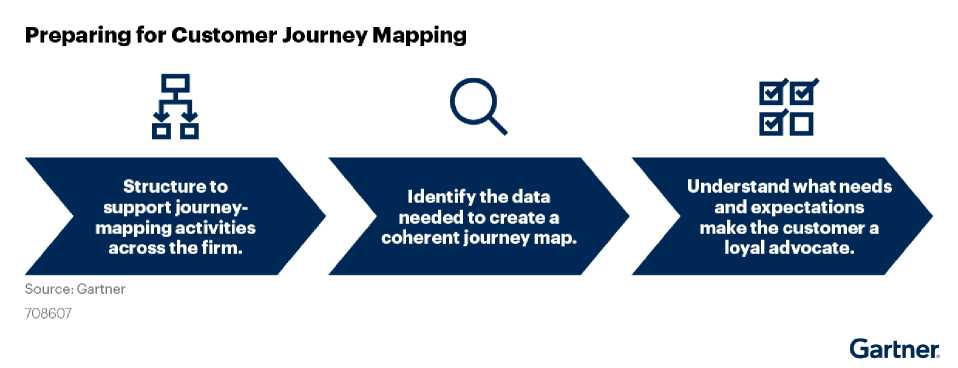 Preparing for Customer Journey Mapping
Structure to
support journey-
mapping activities
across the firm.
Identify the data
needed to create a
coherent journey map.
Understand what needs
and expectations
make the customer a
loyal advocate.
Source: Gartner
708607
Gartner